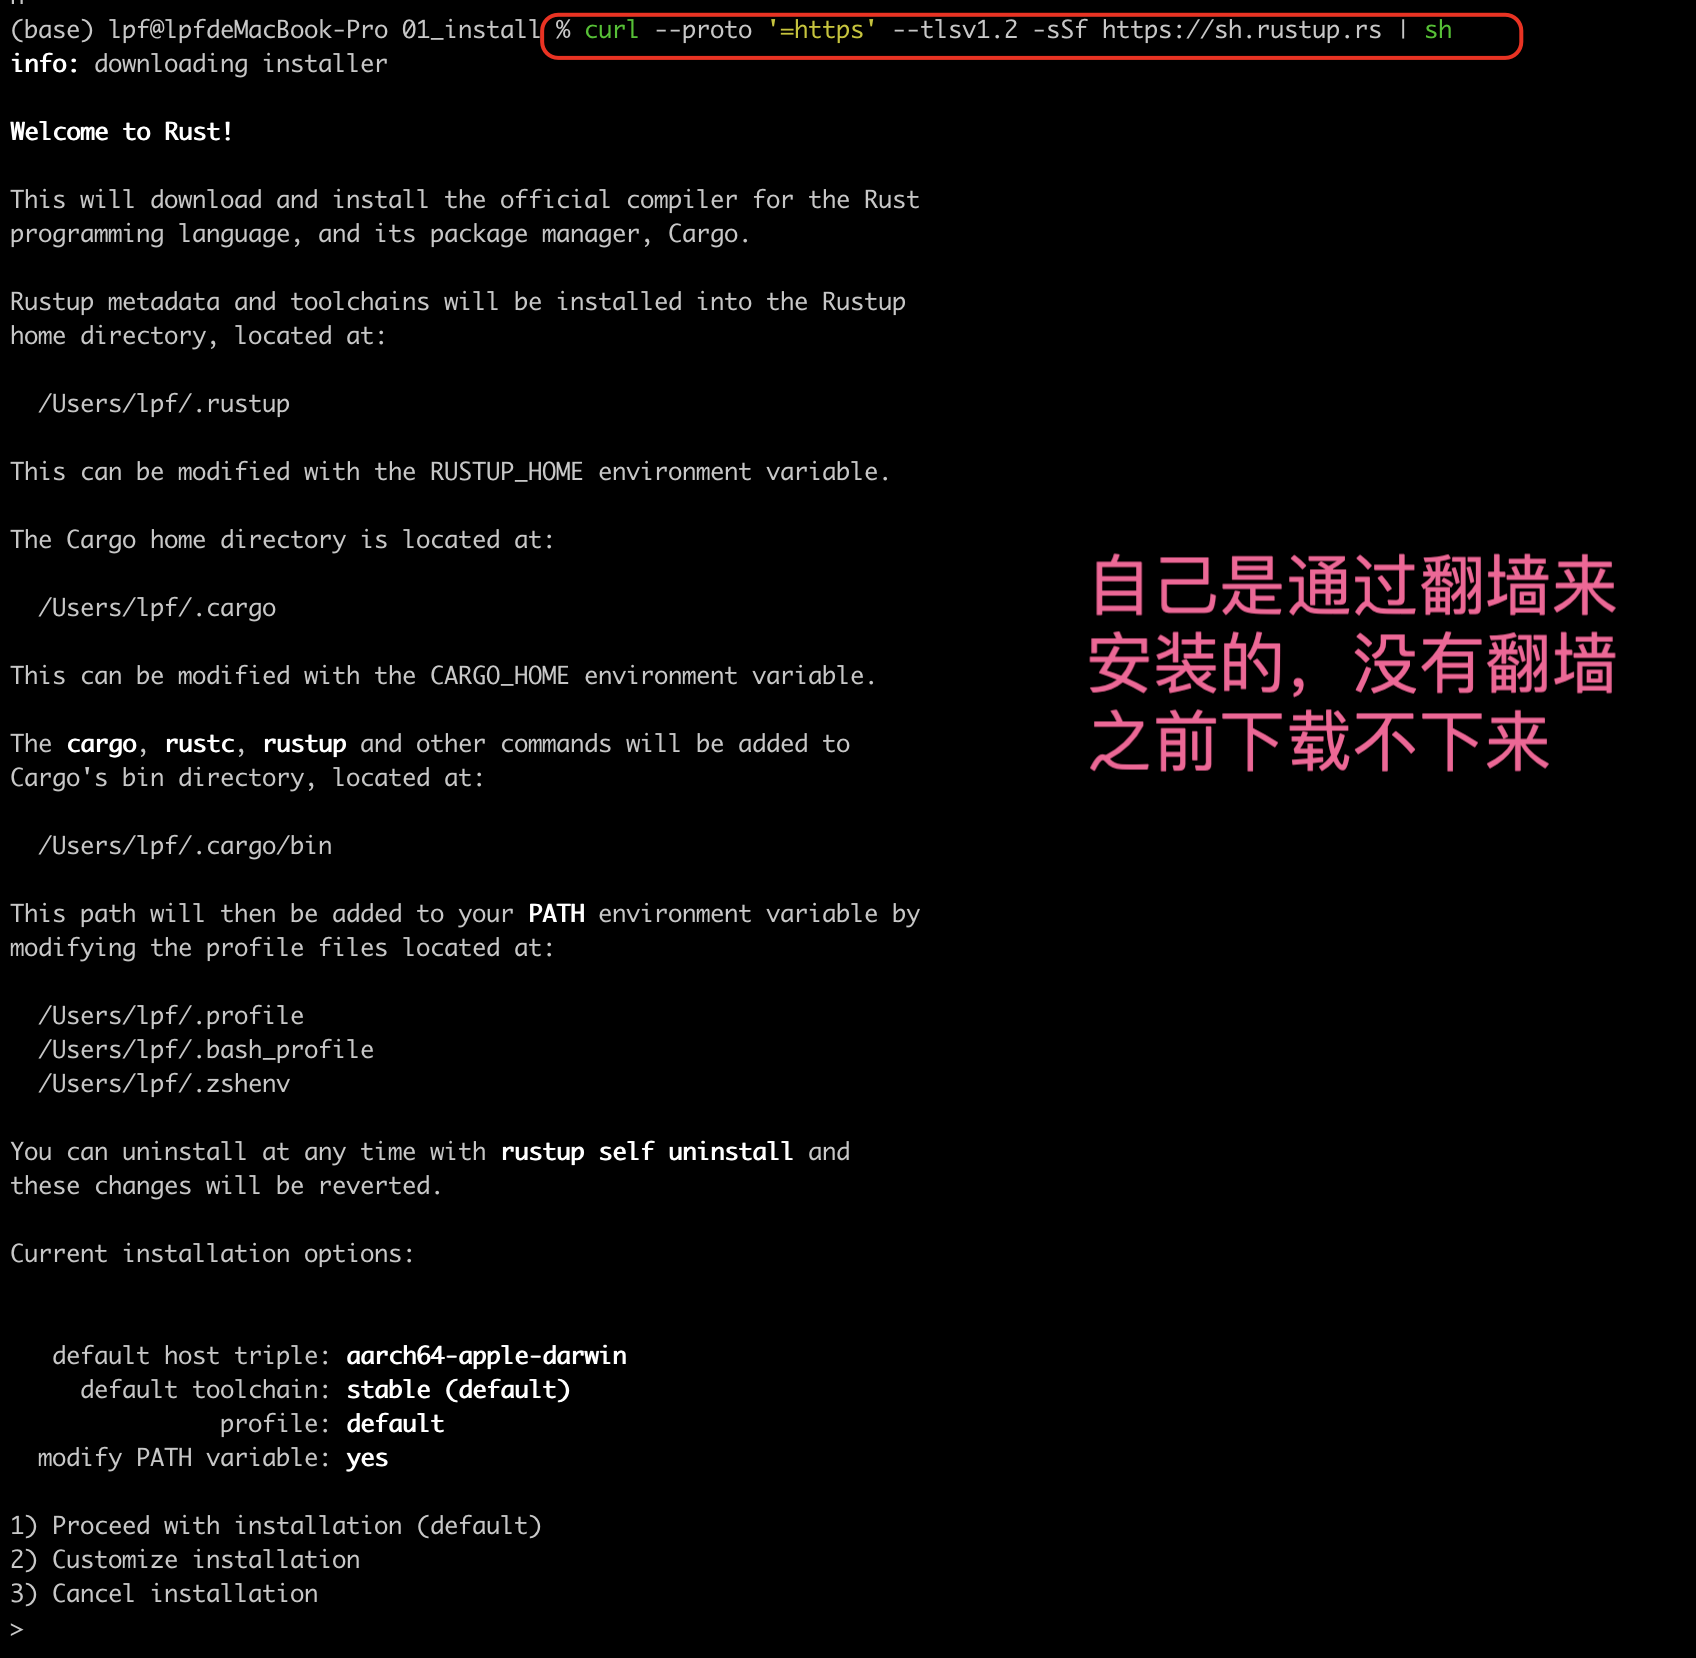 (base) lpf@lpfdeMacBook-Pro 01_install % curl --proto '=https' --tlsv1.2 -sSf https://sh.rustup.rs | sh
info: downloading installer
Welcome to Rust!
This will download and install the official compiler for the Rust
programming language, and its package manager, Cargo.
Rustup metadata and toolchains will be installed into the Rustup
home directory, located at:
/Users/lpf/.rustup
This can be modified with the RUSTUP_HOME environment variable.
The Cargo home directory is located at:
/Users/lpf/.cargo
This can be modified with the CARGO_HOME environment variable.
The cargo, rustc, rustup and other commands will be added to
Cargo's bin directory, located at:
/Users/lpf/.cargo/bin
This path will then be added to your PATH environment variable by
modifying the profile files located at:
/Users/lpf/.profile
/Users/lpf/.bash_profile
/Users/lpf/.zshenv
You can uninstall at any time with rustup self uninstall and
these changes will be reverted.
Current installation options:
default host triple: aarch64-apple-darwin
default toolchain: stable (default)
profile: default
modify PATH variable: yes
1) Proceed with installation (default)
2) Customize installation
3) Cancel installation
>
自己是通过翻墙来
安装的，没有翻墙
之前下载不下来